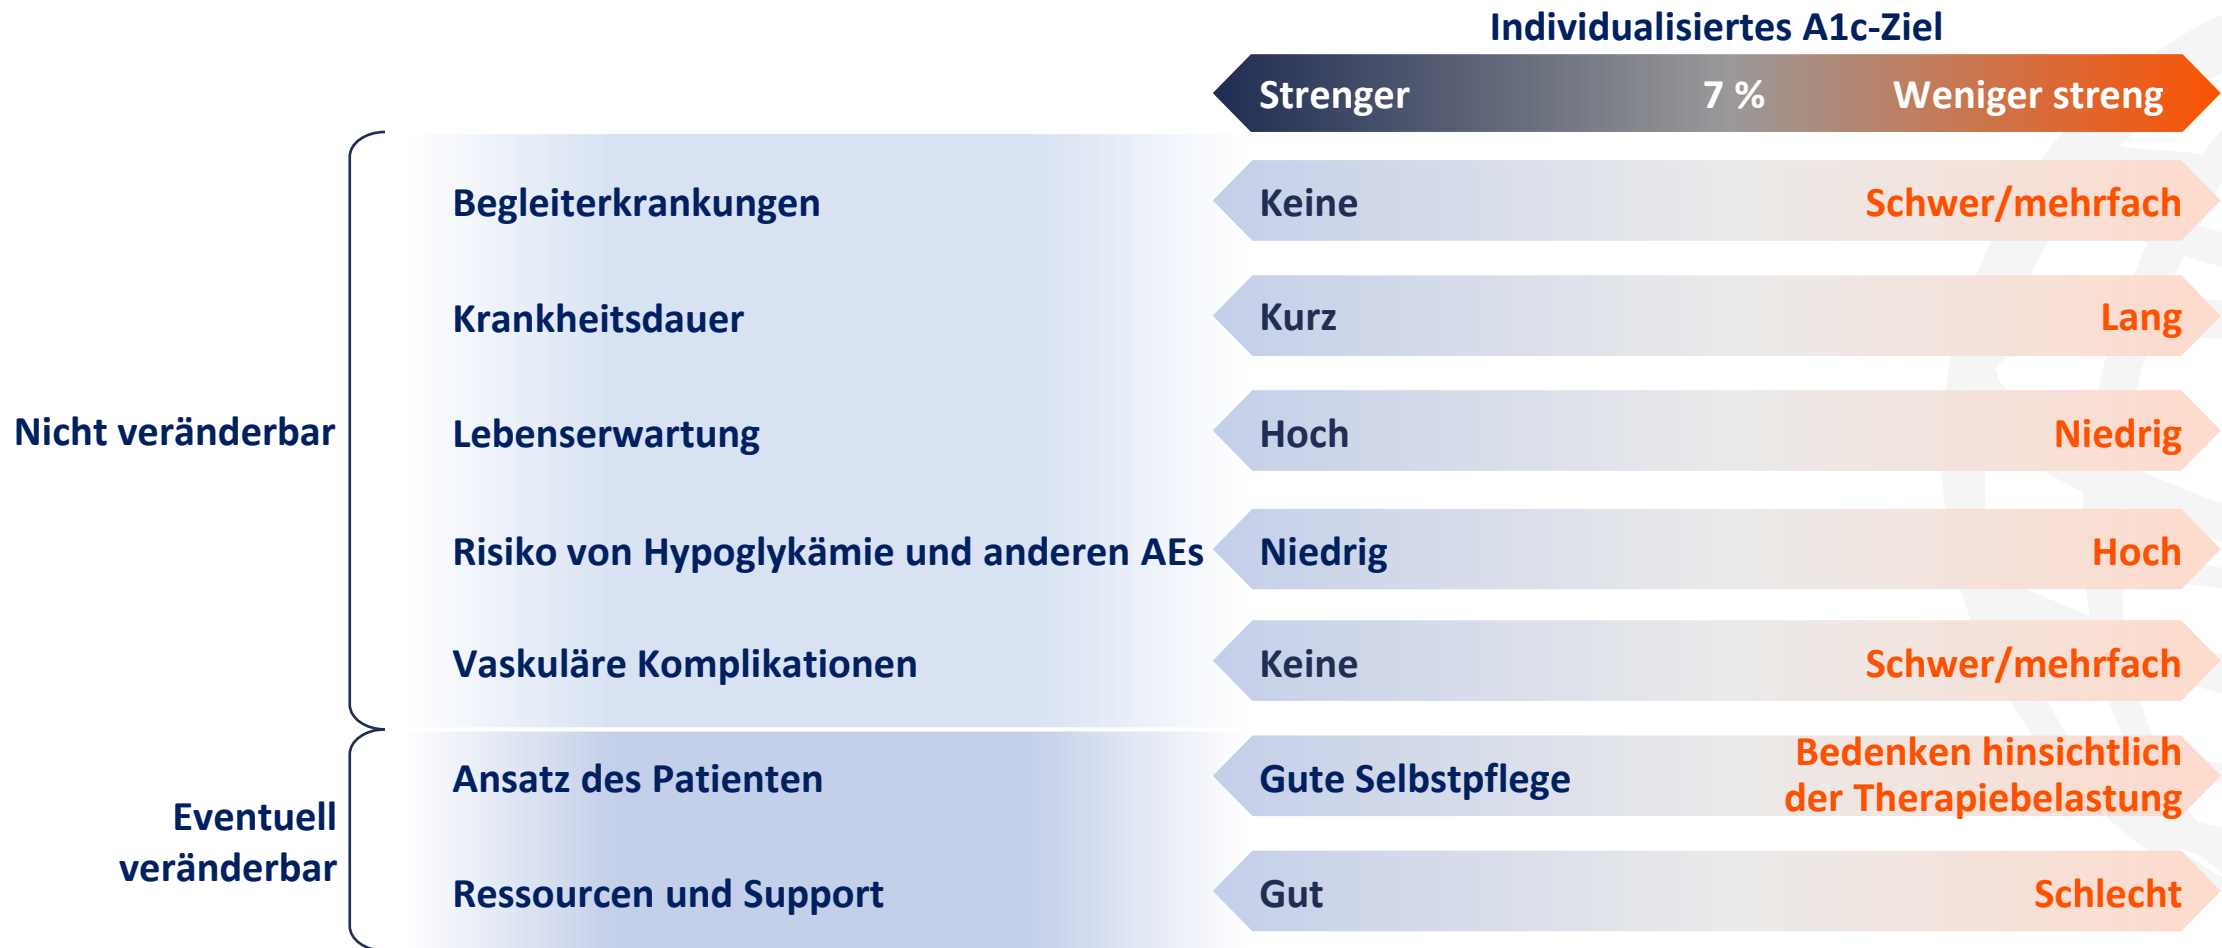 Individualisiertes A1c-Ziel
Strenger 7 % Weniger streng
Nicht veränderbar
Begleiterkrankungen Keine Schwer/mehrfach
Krankheitsdauer Kurz Lang
Lebenserwartung Hoch Niedrig
Risiko von Hypoglykämie und anderen AEs Niedrig Hoch
Vaskuläre Komplikationen Keine Schwer/mehrfach
Eventuell
veränderbar
Ansatz des Patienten Gute Selbstpflege Bedenken hinsichtlich
der Therapiebelastung
Ressourcen und Support Gut Schlecht